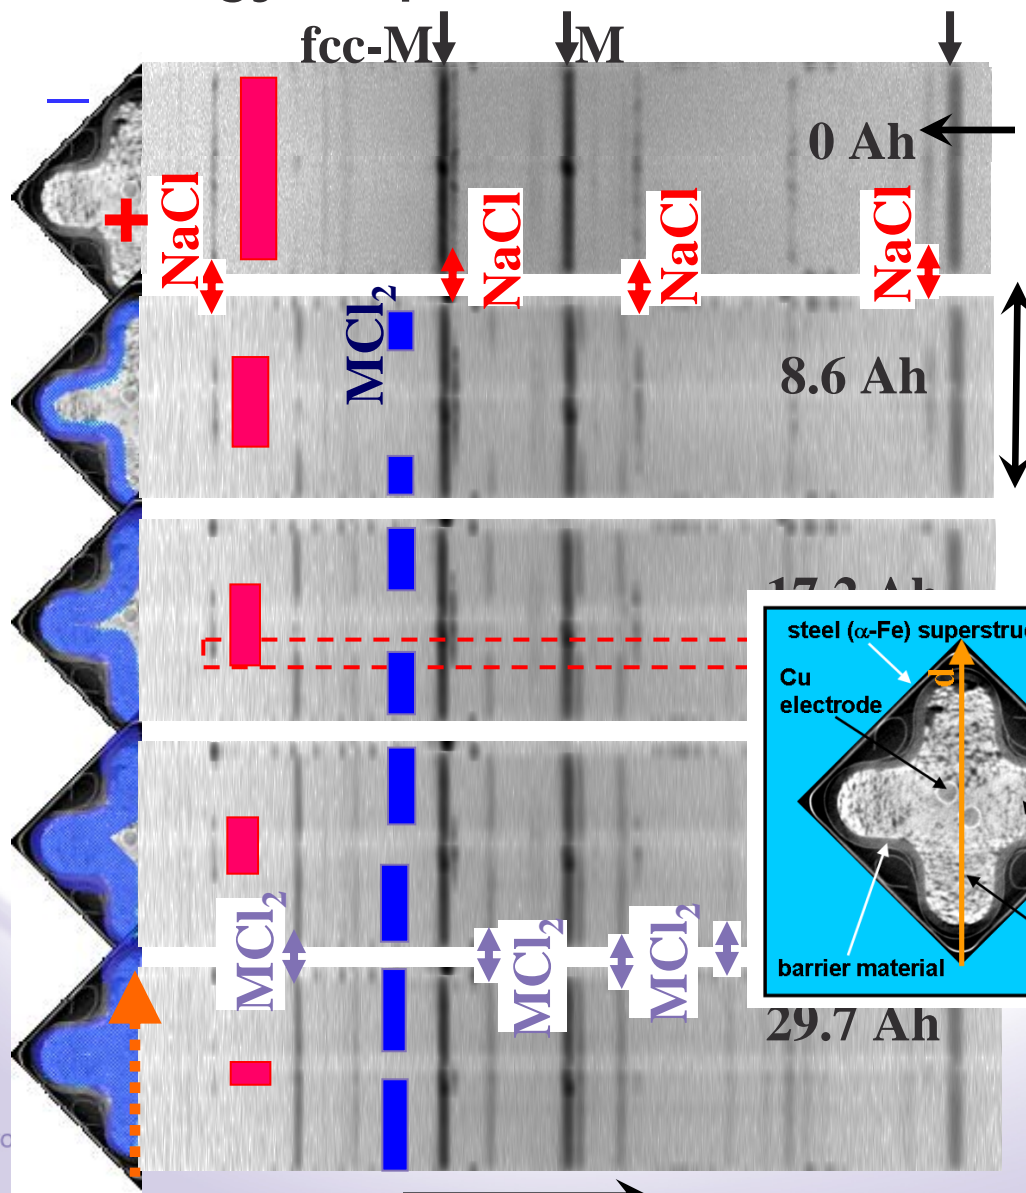 fcc-M
M
0 Ah
+
NaCl
NaCl
NaCl
NaCl
MCl₂
8.6 Ah
steel (α-Fe)
d
Cu
electrode
barrier material
MCl₂
MCl₂
MCl₂
29.7 Ah